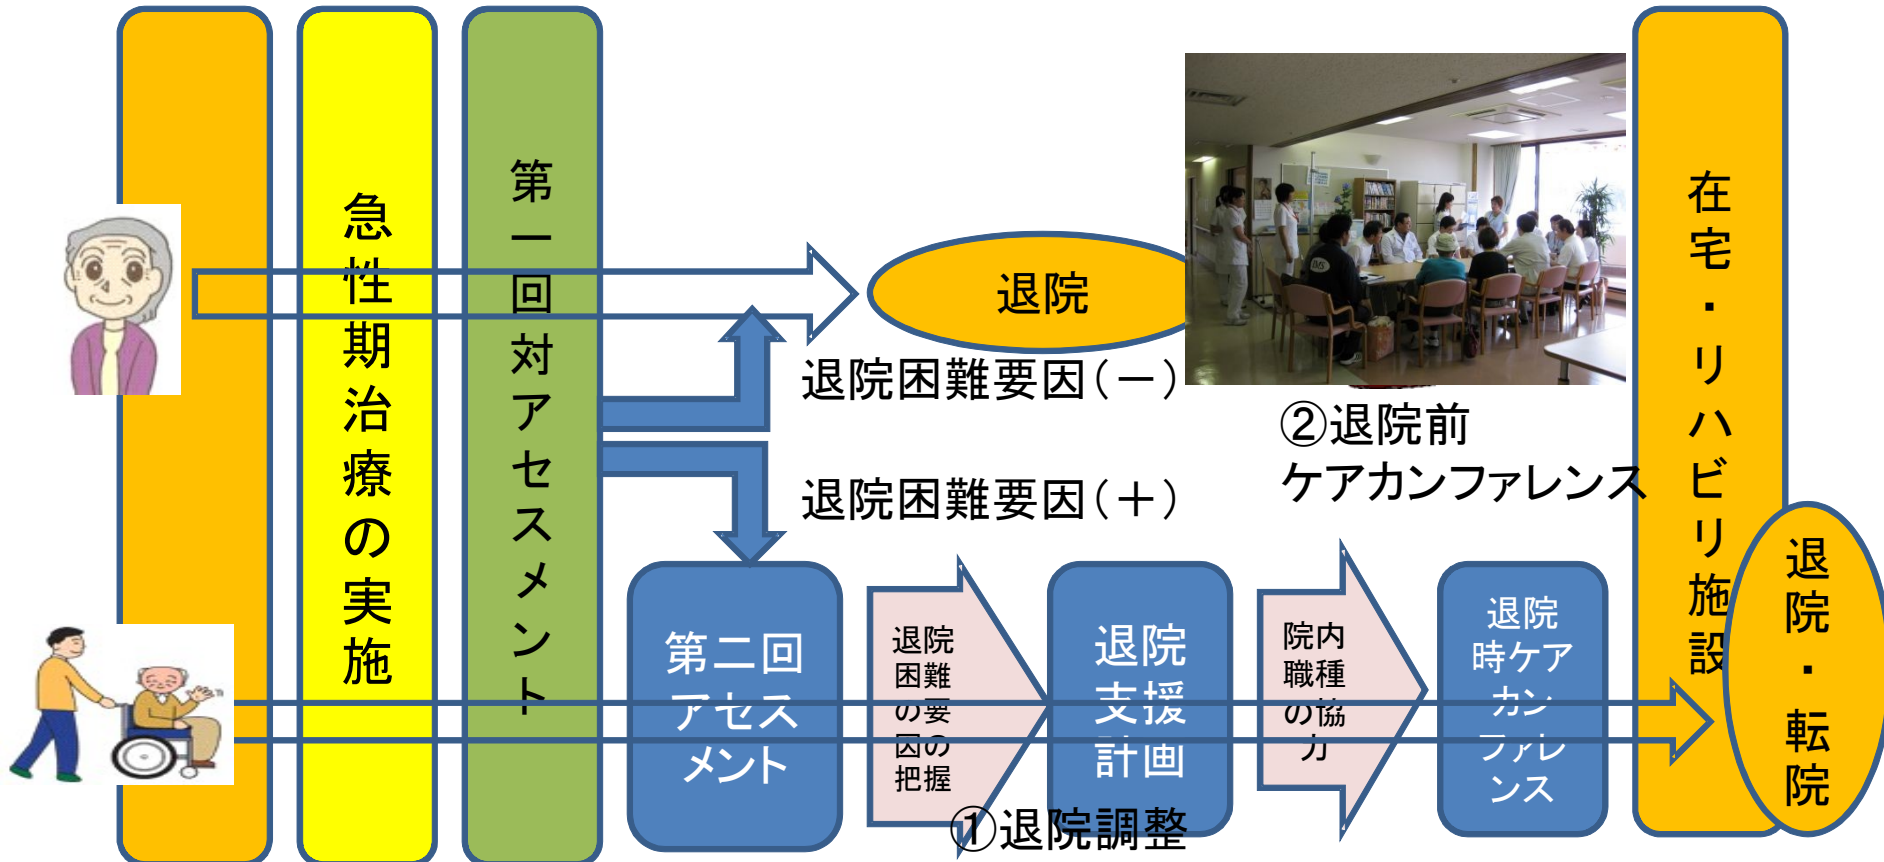 急性期治療の実施
第一回対アセスメント
退院
退院困難要因(－)
退院困難要因(＋)
②退院前
ケアカンファレンス
在宅・リハビリ施設
第二回
アセス
メント
退院
困難
の要
因の
把握
退院
支援
計画
院内
職種
の協
力
退院
時ケア
カン
ファレ
ンス
退院・転院
①退院調整